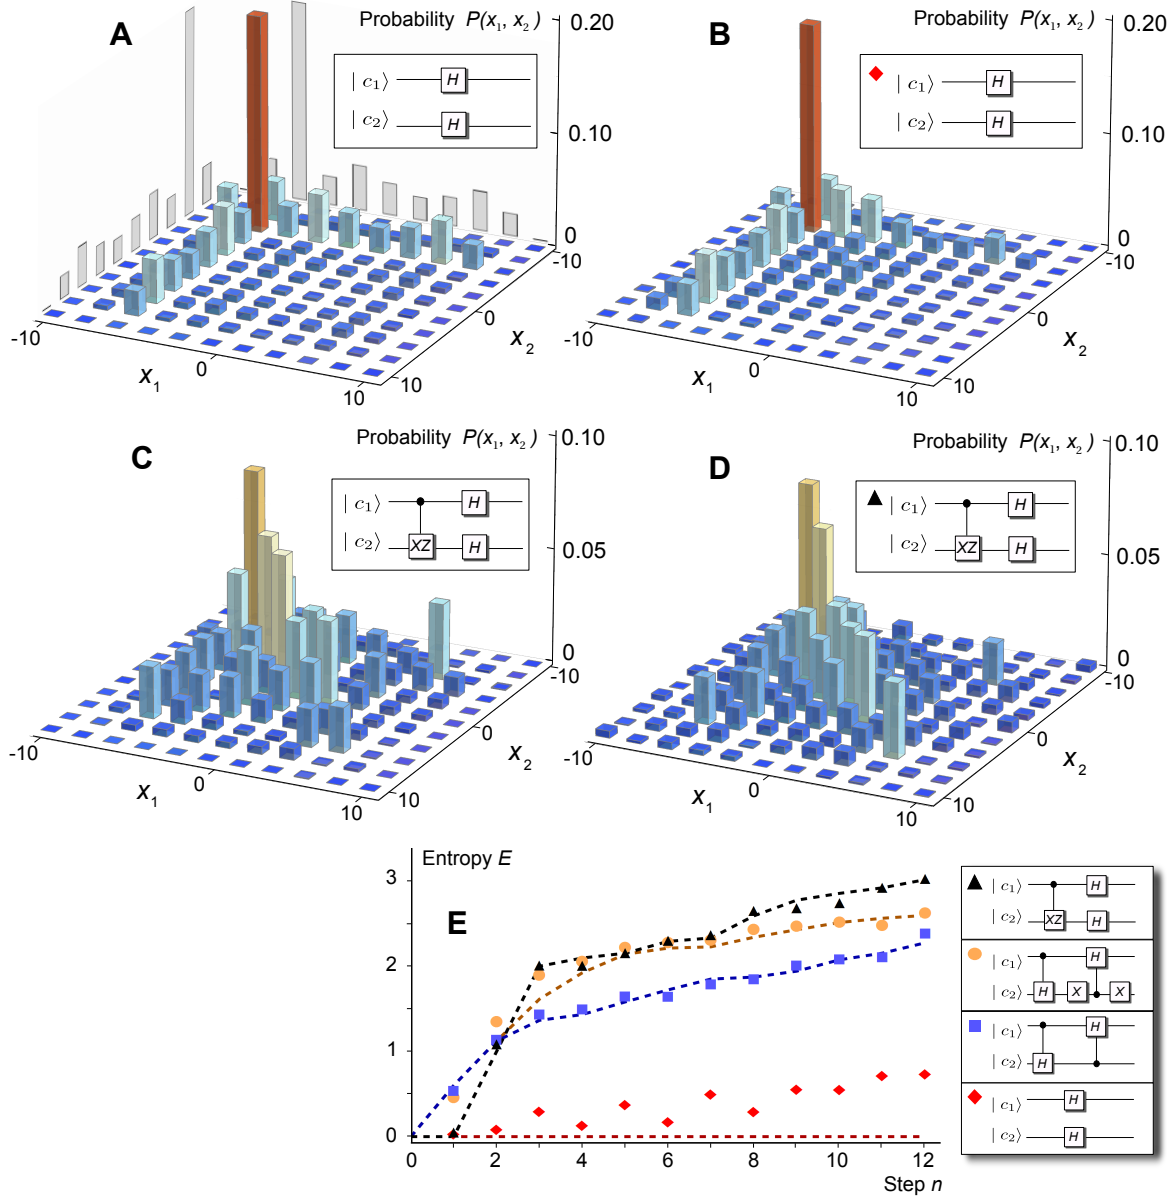 A
Probability P(x₁, x₂)
0.20
0.10
0
| c₁⟩ H
| c₂⟩ H
-10
0
10
x₁
-10
0
10
x₂
B
Probability P(x₁, x₂)
0.20
0.10
0
| c₁⟩ H
| c₂⟩ H
-10
0
10
x₁
-10
0
10
x₂
C
Probability P(x₁, x₂)
0.10
0.05
0
| c₁⟩ H
| c₂⟩ XZ H
-10
0
10
x₁
-10
0
10
x₂
D
Probability P(x₁, x₂)
0.10
0.05
0
| c₁⟩ H
| c₂⟩ XZ H
-10
0
10
x₁
-10
0
10
x₂
E
Entropy E
3
2
1
0
0 2 4 6 8 10 12
Step n
| c₁⟩ H
| c₂⟩ XZ H
| c₁⟩ H
| c₂⟩ H X X
| c₁⟩ H
| c₂⟩ H
| c₁⟩ H
| c₂⟩ H